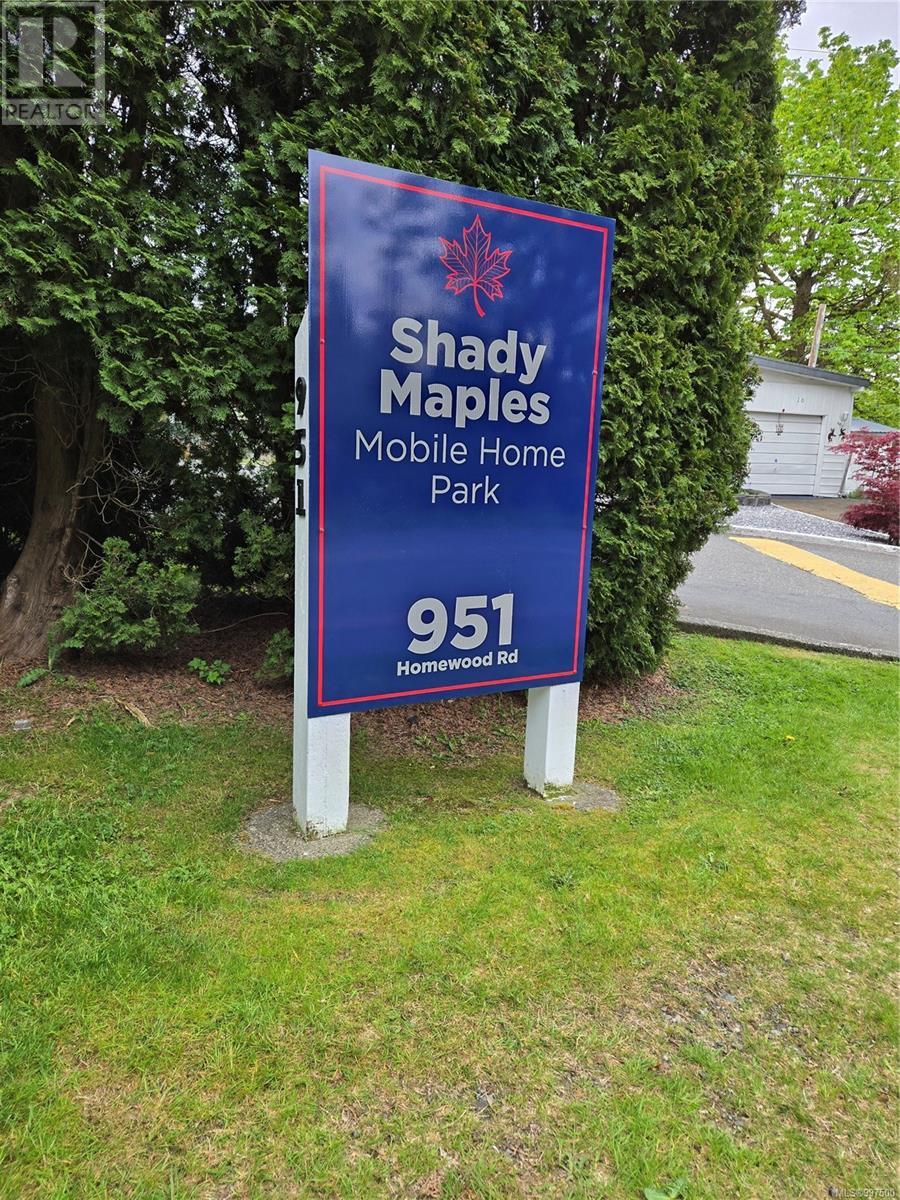 REALTOR®
Shady
Maples
Mobile Home
Park
951
Homewood Rd
951